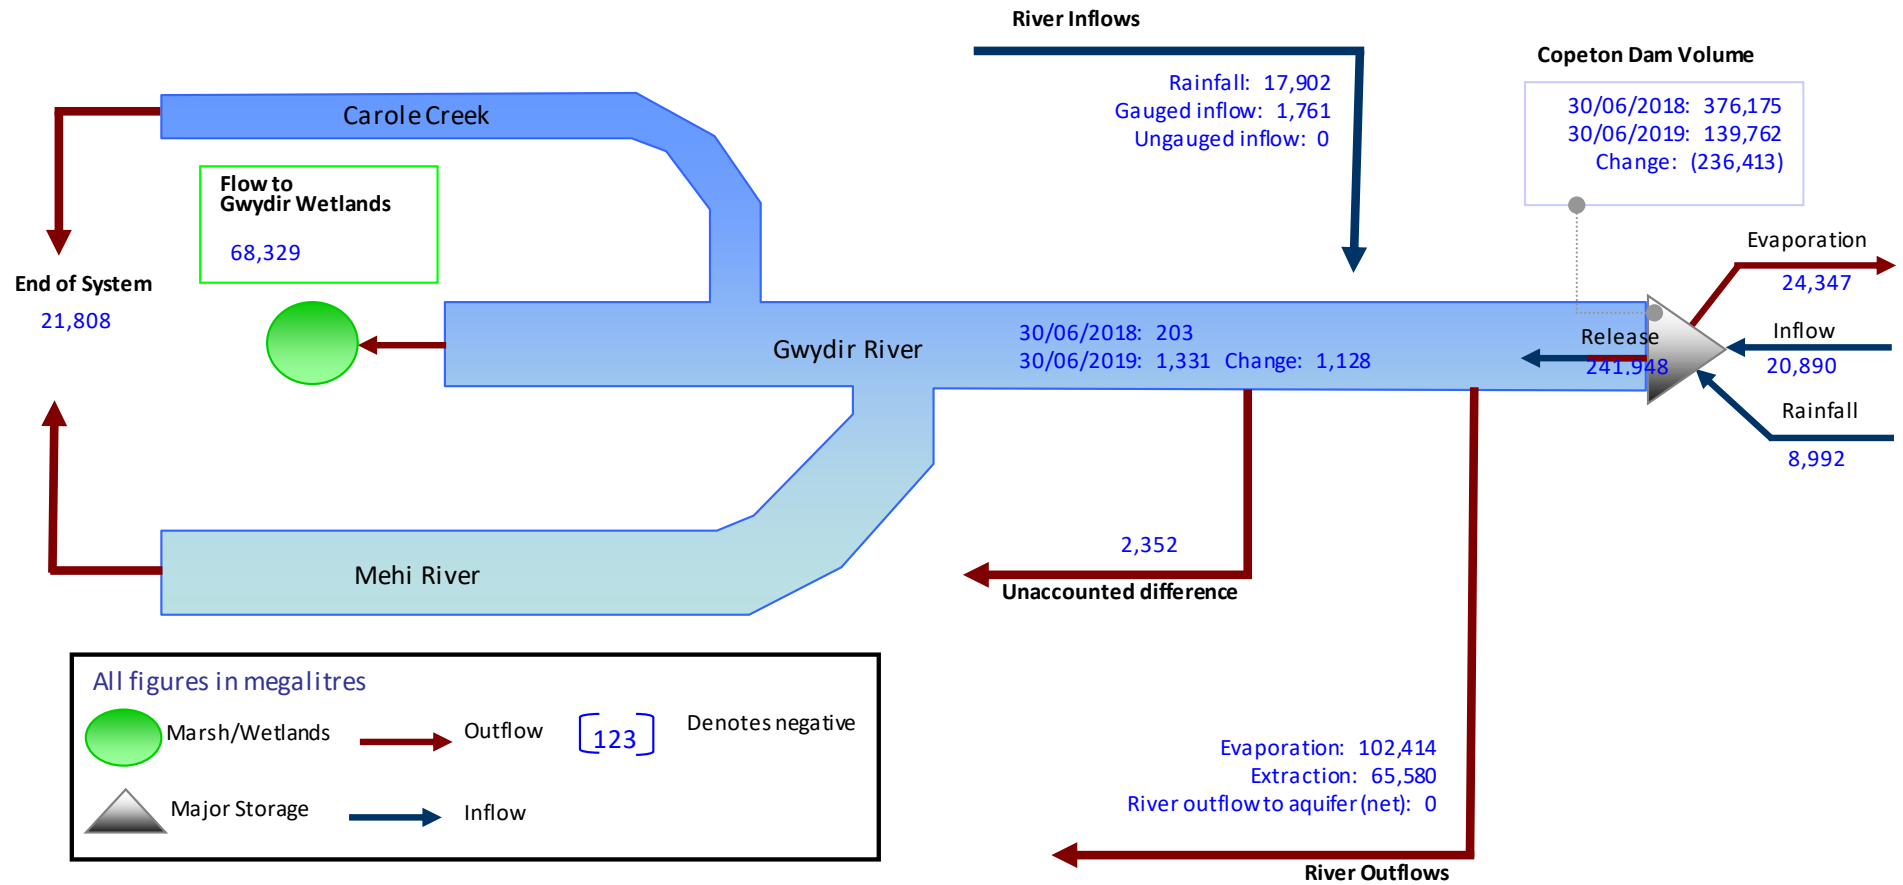 River Inflows
Rainfall: 17,902
Gauged inflow: 1,761
Ungauged inflow: 0
Copeton Dam Volume
30/06/2018: 376,175
30/06/2019: 139,762
Change: (236,413)
Carole Creek
Flow to
Gwydir Wetlands
68,329
End of System
21,808
Evaporation
24,347
Inflow
20,890
Rainfall
8,992
Release
241,948
Gwydir River
30/06/2018: 203
30/06/2019: 1,331 Change: 1,128
Mehi River
2,352
Unaccounted difference
Evaporation: 102,414
Extraction: 65,580
River outflow to aquifer (net): 0
River Outflows
All figures in megalitres
Marsh/Wetlands
Outflow
[123]
Denotes negative
Major Storage
Inflow